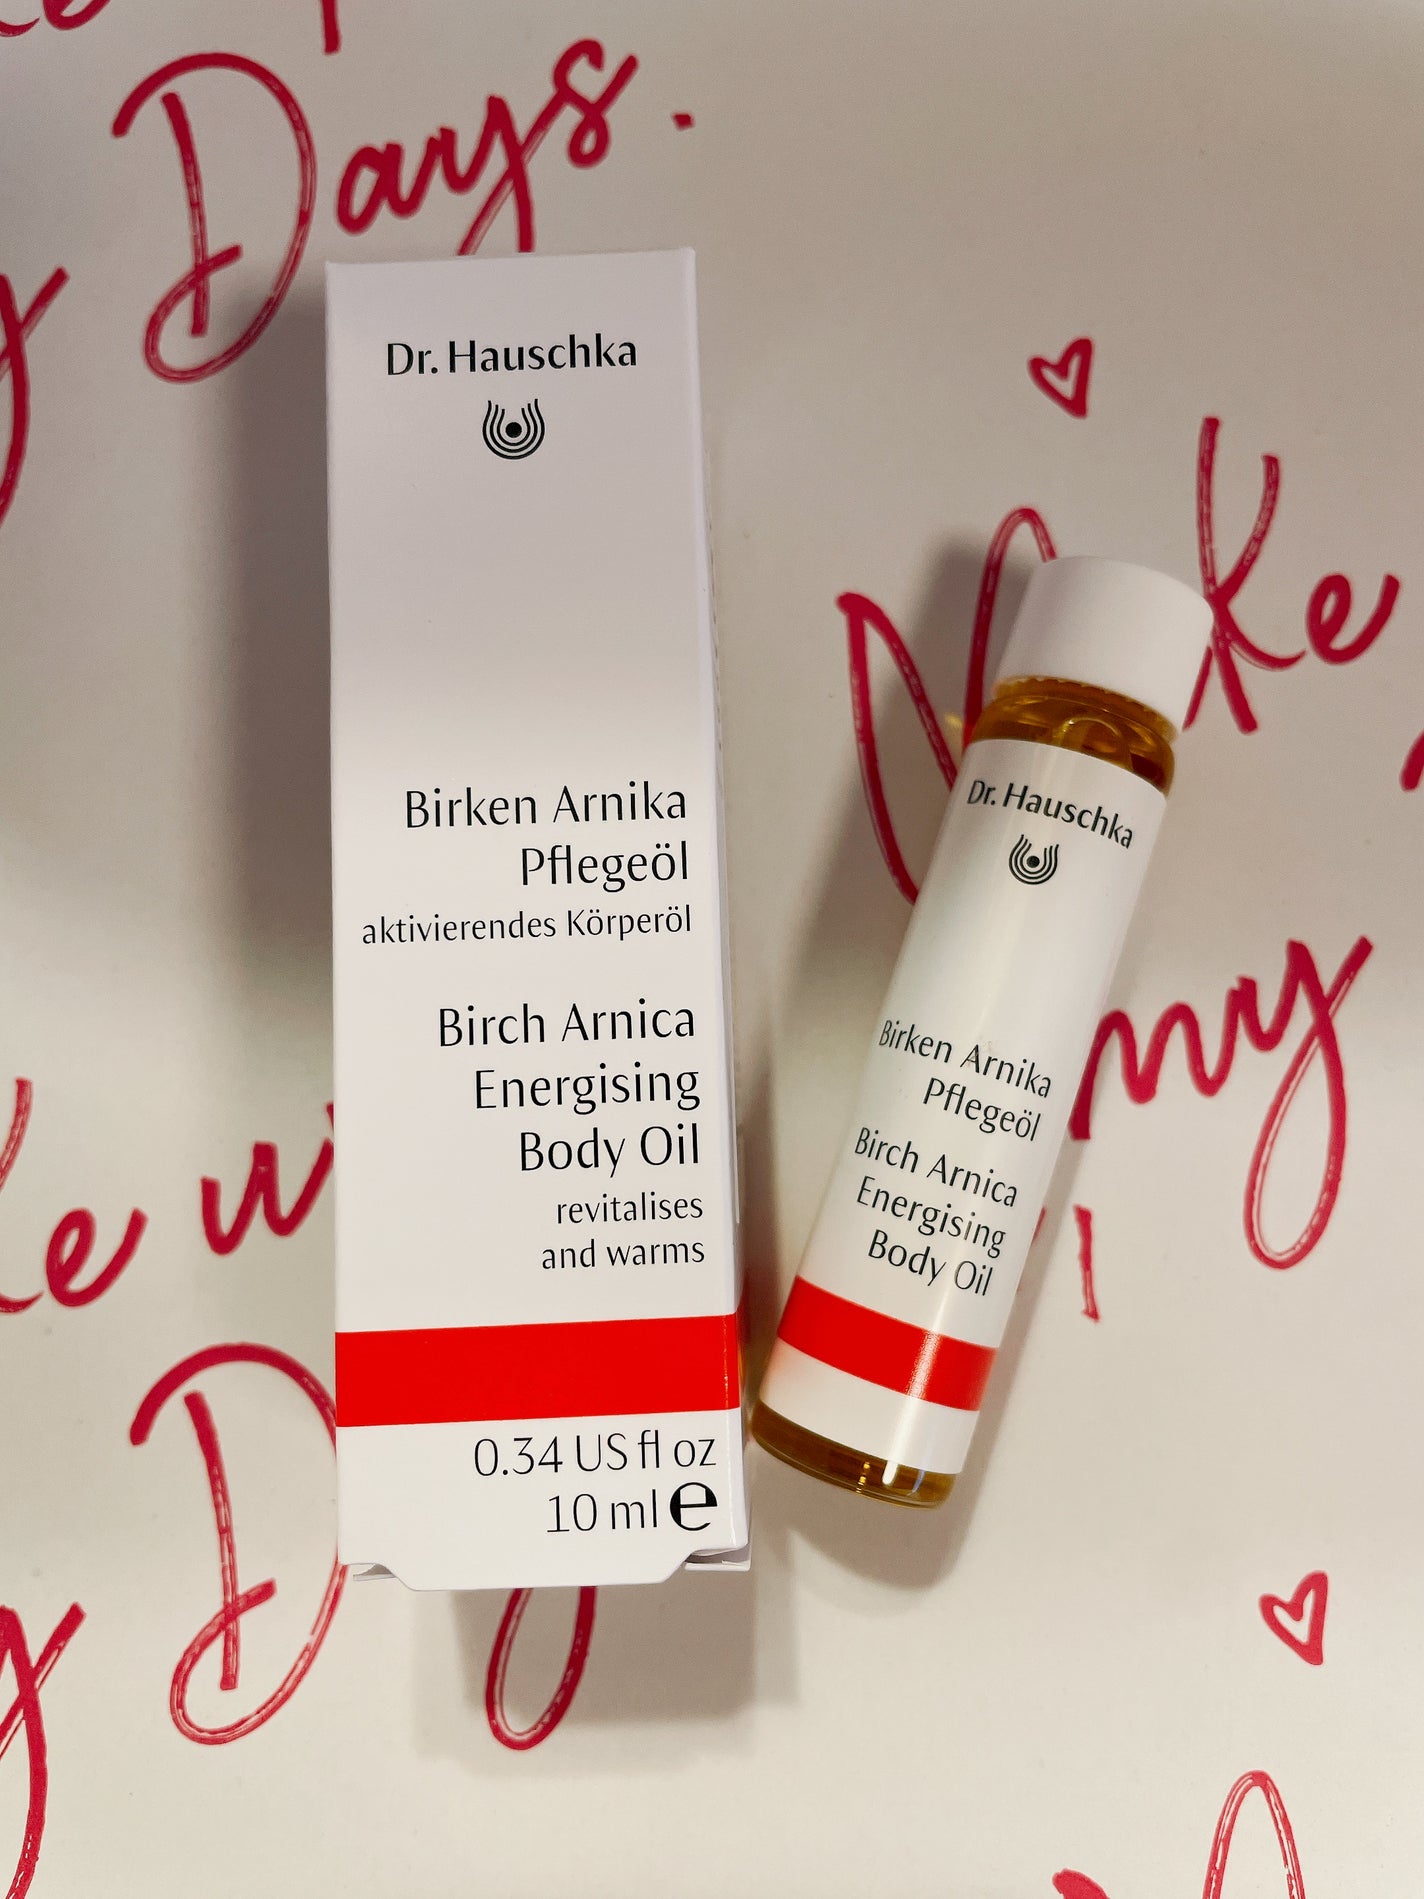 Days.
Dr. Hauschka
Birken Arnika
Pflegeöl
aktivierendes Körperöl
Birch Arnica
Energising
Body Oil
revitalises
and warms
0.34 US fl oz
10 ml e
Dr. Hauschka
Birken Arnika
Pflegeöl
Birch Arnica
Energising
Body Oil
my